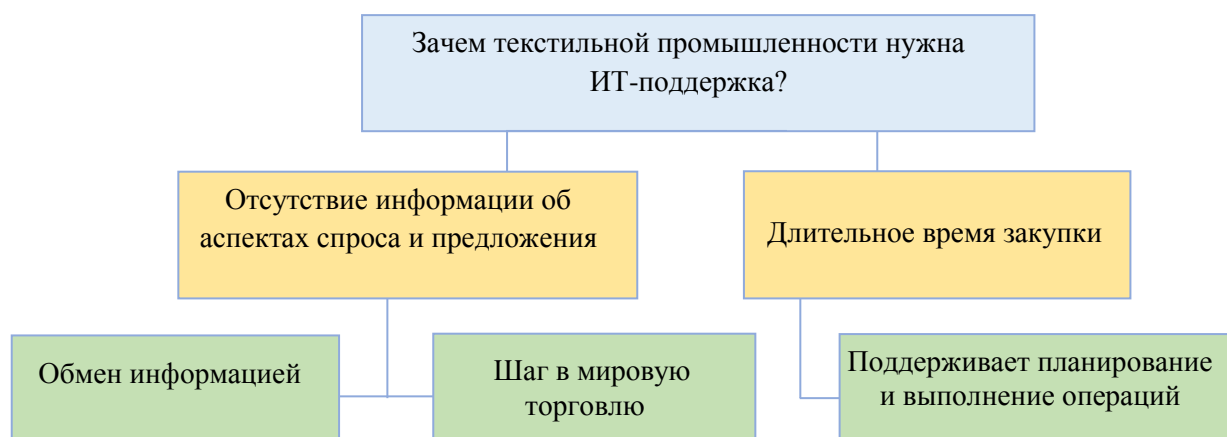 Зачем текстильной промышленности нужна
ИТ-поддержка?
Отсутствие информации об
аспектах спроса и предложения
Длительное время закупки
Обмен информацией
Шаг в мировую
торговлю
Поддерживает планирование
и выполнение операций